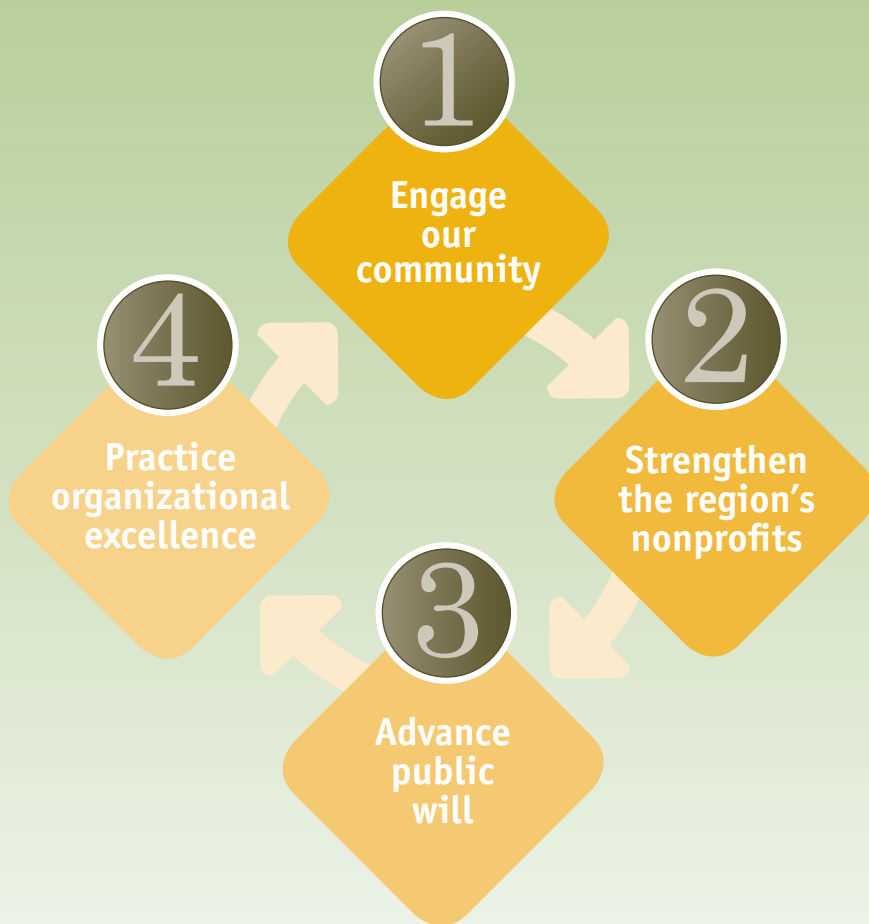 1
Engage
our
community
2
Strengthen
the region’s
nonprofits
3
Advance
public
will
4
Practice
organizational
excellence